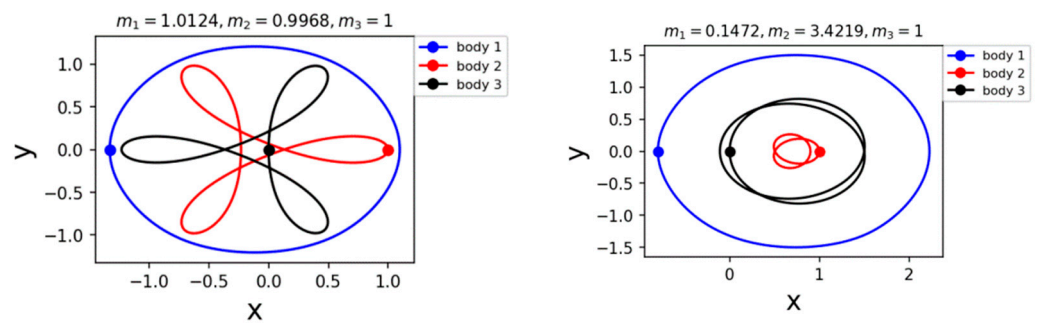 m₁ = 1.0124, m₂ = 0.9968, m₃ = 1
body 1
body 2
body 3
1.0
0.5
0.0
−0.5
−1.0
y
−1.0 −0.5 0.0 0.5 1.0
x
m₁ = 0.1472, m₂ = 3.4219, m₃ = 1
body 1
body 2
body 3
1.5
1.0
0.5
0.0
−0.5
−1.0
−1.5
y
0 1 2
x